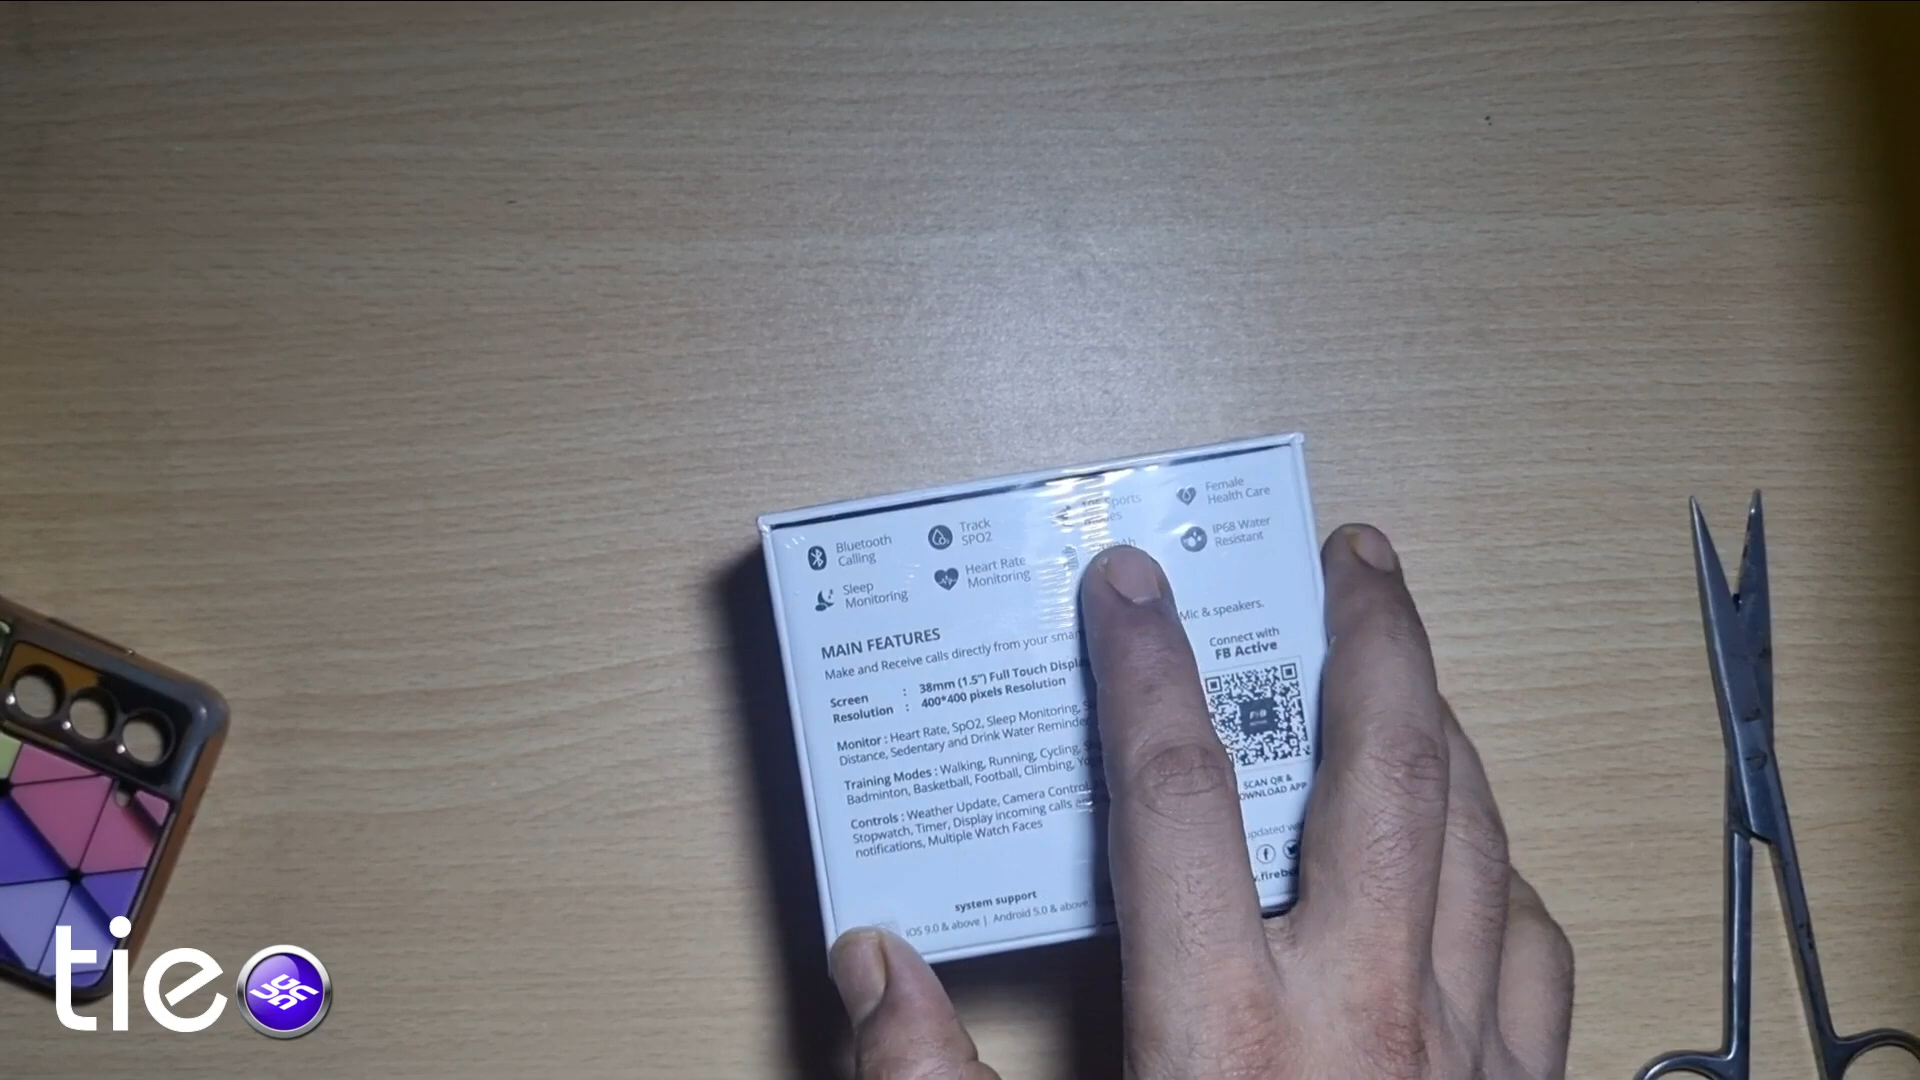 Bluetooth
Calling
Track
SPO2
Sports
Female
Health Care
Sleep
Monitoring
Heart Rate
Monitoring
IP68 Water
Resistant
MAIN FEATURES
Make and Receive calls directly from your
Mic & speakers.
Screen : 38mm (1.5") Full Touch
Resolution : 400*400 pixels Resolution
Monitor : Heart Rate, SpO2, Sleep Monitoring,
Distance, Sedentary and Drink Water
Training Modes : Walking, Running, Cycling,
Badminton, Basketball, Football, Climbing,
Controls : Weather Update, Camera Control,
Stopwatch, Timer, Display incoming calls
notifications, Multiple Watch Faces
system support
iOS 9.0 & above | Android 5.0 & above
Connect with
FB Active
SCAN QR &
APP
tie